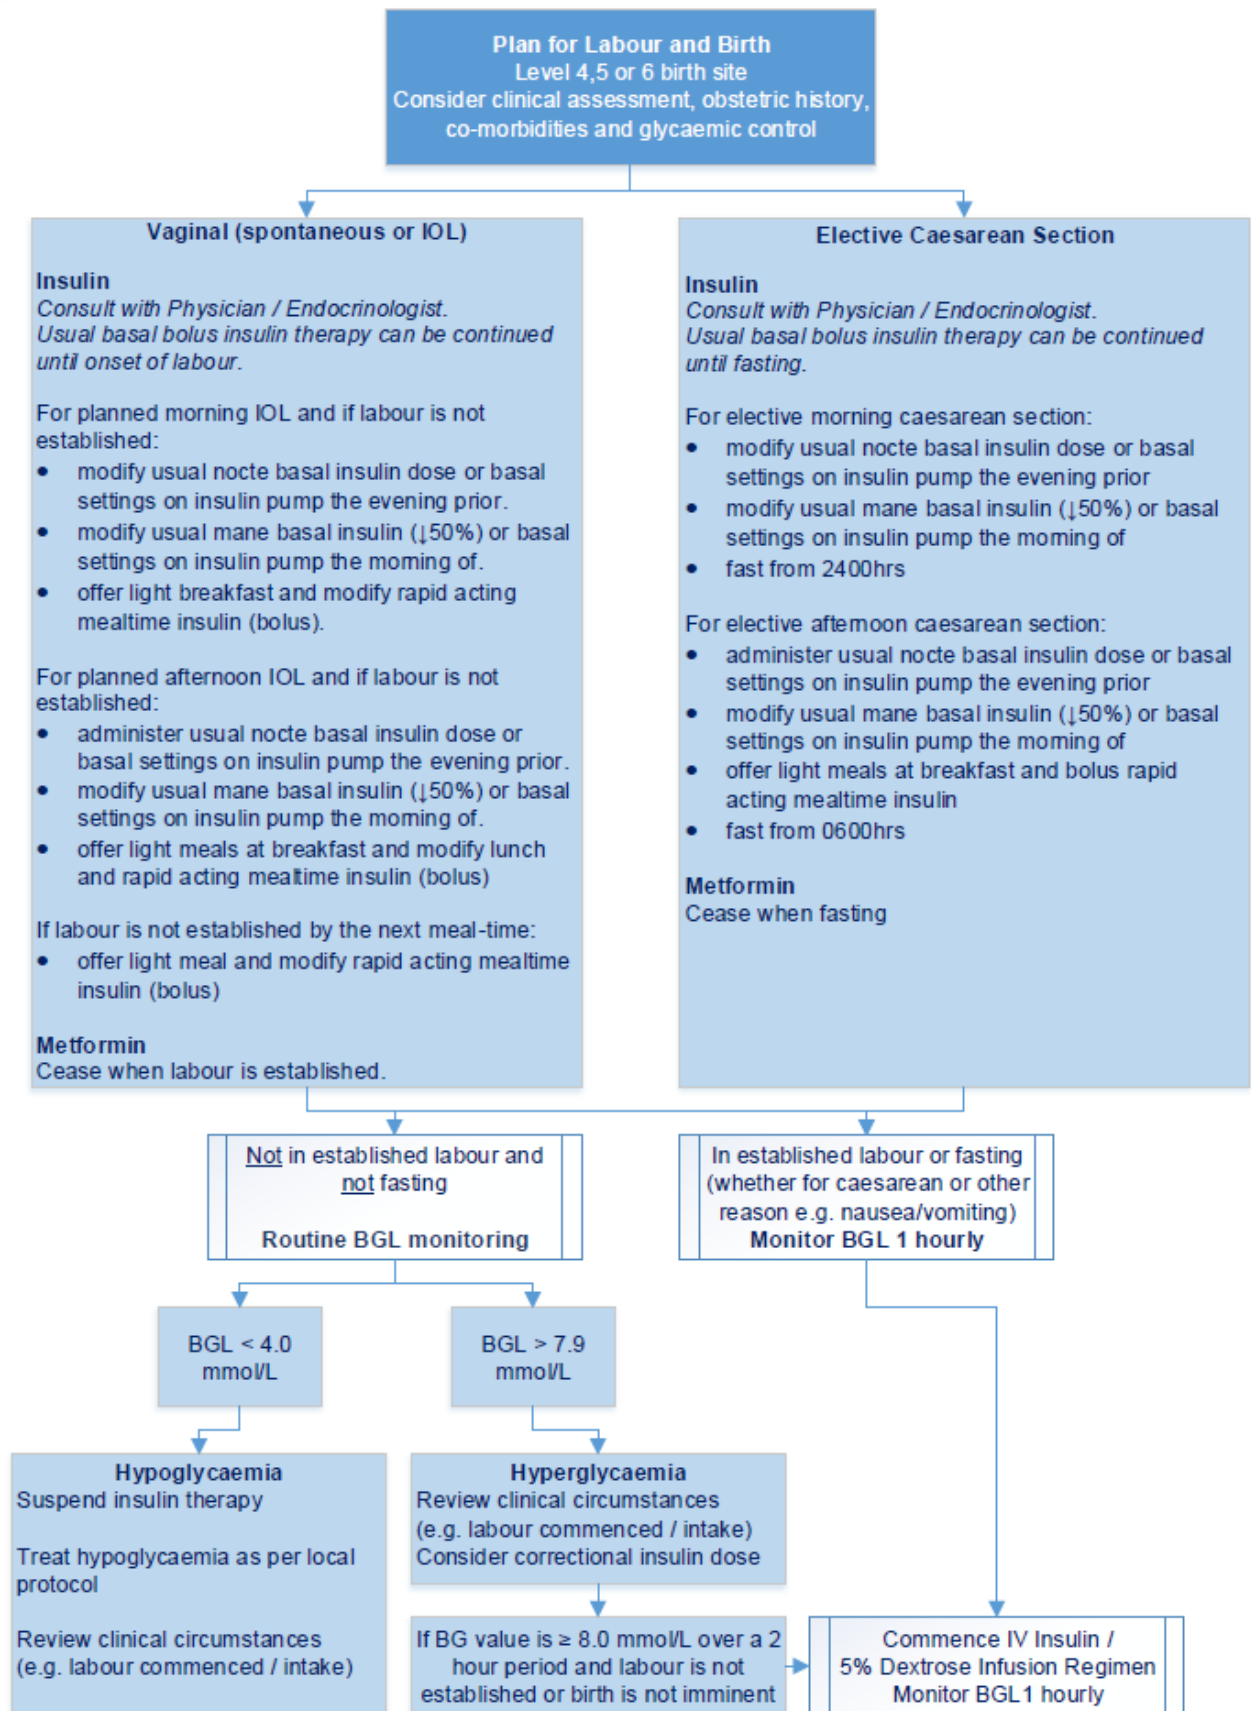 Plan for Labour and Birth
Level 4,5 or 6 birth site
Consider clinical assessment, obstetric history,
co-morbidities and glycaemic control
Vaginal (spontaneous or IOL)
Insulin
Consult with Physician / Endocrinologist.
Usual basal bolus insulin therapy can be continued
until onset of labour.
For planned morning IOL and if labour is not
established:
• modify usual nocte basal insulin dose or basal
settings on insulin pump the evening prior.
• modify usual mane basal insulin (↓50%) or basal
settings on insulin pump the morning of.
• offer light breakfast and modify rapid acting
mealtime insulin (bolus).
For planned afternoon IOL and if labour is not
established:
• administer usual nocte basal insulin dose or
basal settings on insulin pump the evening prior.
• modify usual mane basal insulin (↓50%) or basal
settings on insulin pump the morning of.
• offer light meals at breakfast and modify lunch
and rapid acting mealtime insulin (bolus)
If labour is not established by the next meal-time:
• offer light meal and modify rapid acting mealtime
insulin (bolus)
Metformin
Cease when labour is established.
Elective Caesarean Section
Insulin
Consult with Physician / Endocrinologist.
Usual basal bolus insulin therapy can be continued
until fasting.
For elective morning caesarean section:
• modify usual nocte basal insulin dose or basal
settings on insulin pump the evening prior
• modify usual mane basal insulin (↓50%) or basal
settings on insulin pump the morning of
• fast from 2400hrs
For elective afternoon caesarean section:
• administer usual nocte basal insulin dose or basal
settings on insulin pump the evening prior
• modify usual mane basal insulin (↓50%) or basal
settings on insulin pump the morning of
• offer light meals at breakfast and bolus rapid
acting mealtime insulin
• fast from 0600hrs
Metformin
Cease when fasting
Not in established labour and
not fasting
Routine BGL monitoring
In established labour or fasting
(whether for caesarean or other
reason e.g. nausea/vomiting)
Monitor BGL 1 hourly
BGL < 4.0
mmol/L
BGL > 7.9
mmol/L
Hypoglycaemia
Suspend insulin therapy
Treat hypoglycaemia as per local
protocol
Review clinical circumstances
(e.g. labour commenced / intake)
Hyperglycaemia
Review clinical circumstances
(e.g. labour commenced / intake)
Consider correctional insulin dose
If BG value is ≥ 8.0 mmol/L over a 2
hour period and labour is not
established or birth is not imminent
Commence IV Insulin /
5% Dextrose Infusion Regimen
Monitor BGL1 hourly